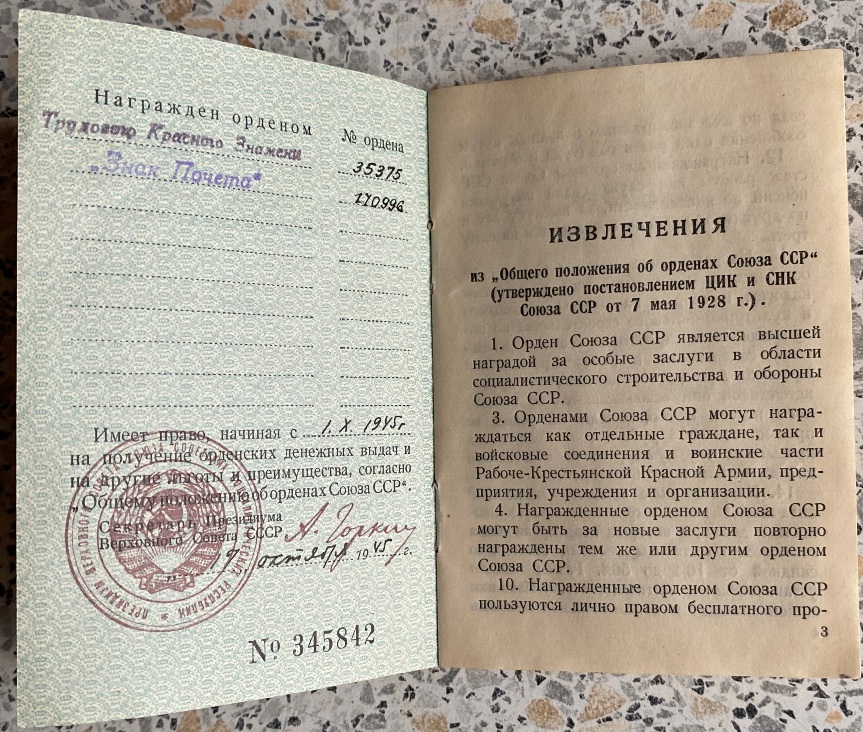 Награжден орденом
№ ордена
Трудового Красного Знамени
35375
„Знак Почета“
170996
Имеет право, начиная с 1.X.1945г
на получение орденских денежных выдач и
на другие льготы и преимущества, согласно
„Общему положению об орденах Союза ССР“.
Секретарь Президиума
Верховного Совета СССР
А. Горкин
„19“ октября 1945 г.
№ 345842
ИЗВЛЕЧЕНИЯ
из „Общего положения об орденах Союза ССР“
(утверждено постановлением ЦИК и СНК
Союза ССР от 7 мая 1928 г.).
1. Орден Союза ССР является высшей
наградой за особые заслуги в области
социалистического строительства и обороны
Союза ССР.
3. Орденами Союза ССР могут награ-
ждаться как отдельные граждане, так и
войсковые соединения и воинские части
Рабоче-Крестьянской Красной Армии, пред-
приятия, учреждения и организации.
4. Награжденные орденом Союза ССР
могут быть за новые заслуги повторно
награждены тем же или другим орденом
Союза ССР.
10. Награжденные орденом Союза ССР
пользуются лично правом бесплатного про-
3